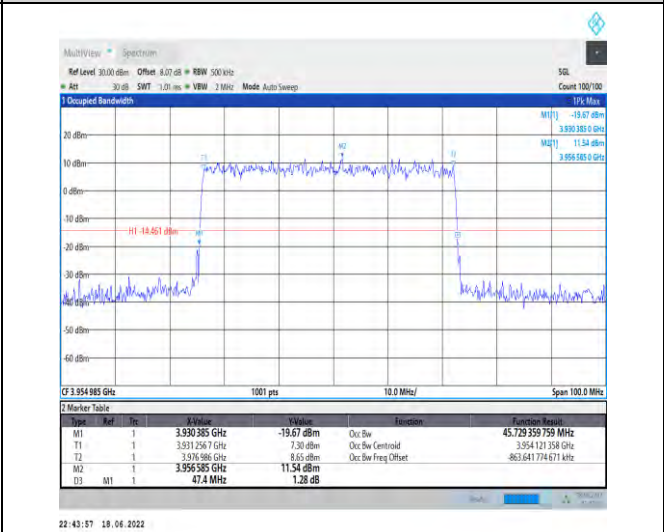 MultiView Spectrum
Ref Level 30.00 dBm Offset 8.07 dB RBW 500 kHz SGL
Att 30 dB SWT 1.01 ms VBW 2 MHz Mode Auto Sweep Count 100/100
1 Occupied Bandwidth 1Pk Max
M1[1] -19.67 dBm
3.930 385 0 GHz
M2[1] 11.54 dBm
3.956 585 0 GHz
20 dBm
M2
T1
T2
10 dBm
0 dBm
-10 dBm
H1 -14.461 dBm
M1
D3
-20 dBm
-30 dBm
-40 dBm
-50 dBm
-60 dBm
CF 3.954 985 GHz 1001 pts 10.0 MHz/ Span 100.0 MHz
2 Marker Table
Type Ref Trc X-Value Y-Value Function Function Result
M1 1 3.930 385 GHz -19.67 dBm Occ Bw 45.729 359 759 MHz
T1 1 3.931 256 7 GHz 7.30 dBm Occ Bw Centroid 3.954 121 358 GHz
T2 1 3.976 986 GHz 8.65 dBm Occ Bw Freq Offset -863.641 774 671 kHz
M2 1 3.956 585 GHz 11.54 dBm
D3 M1 1 47.4 MHz 1.28 dB
22:43:57 18.06.2022